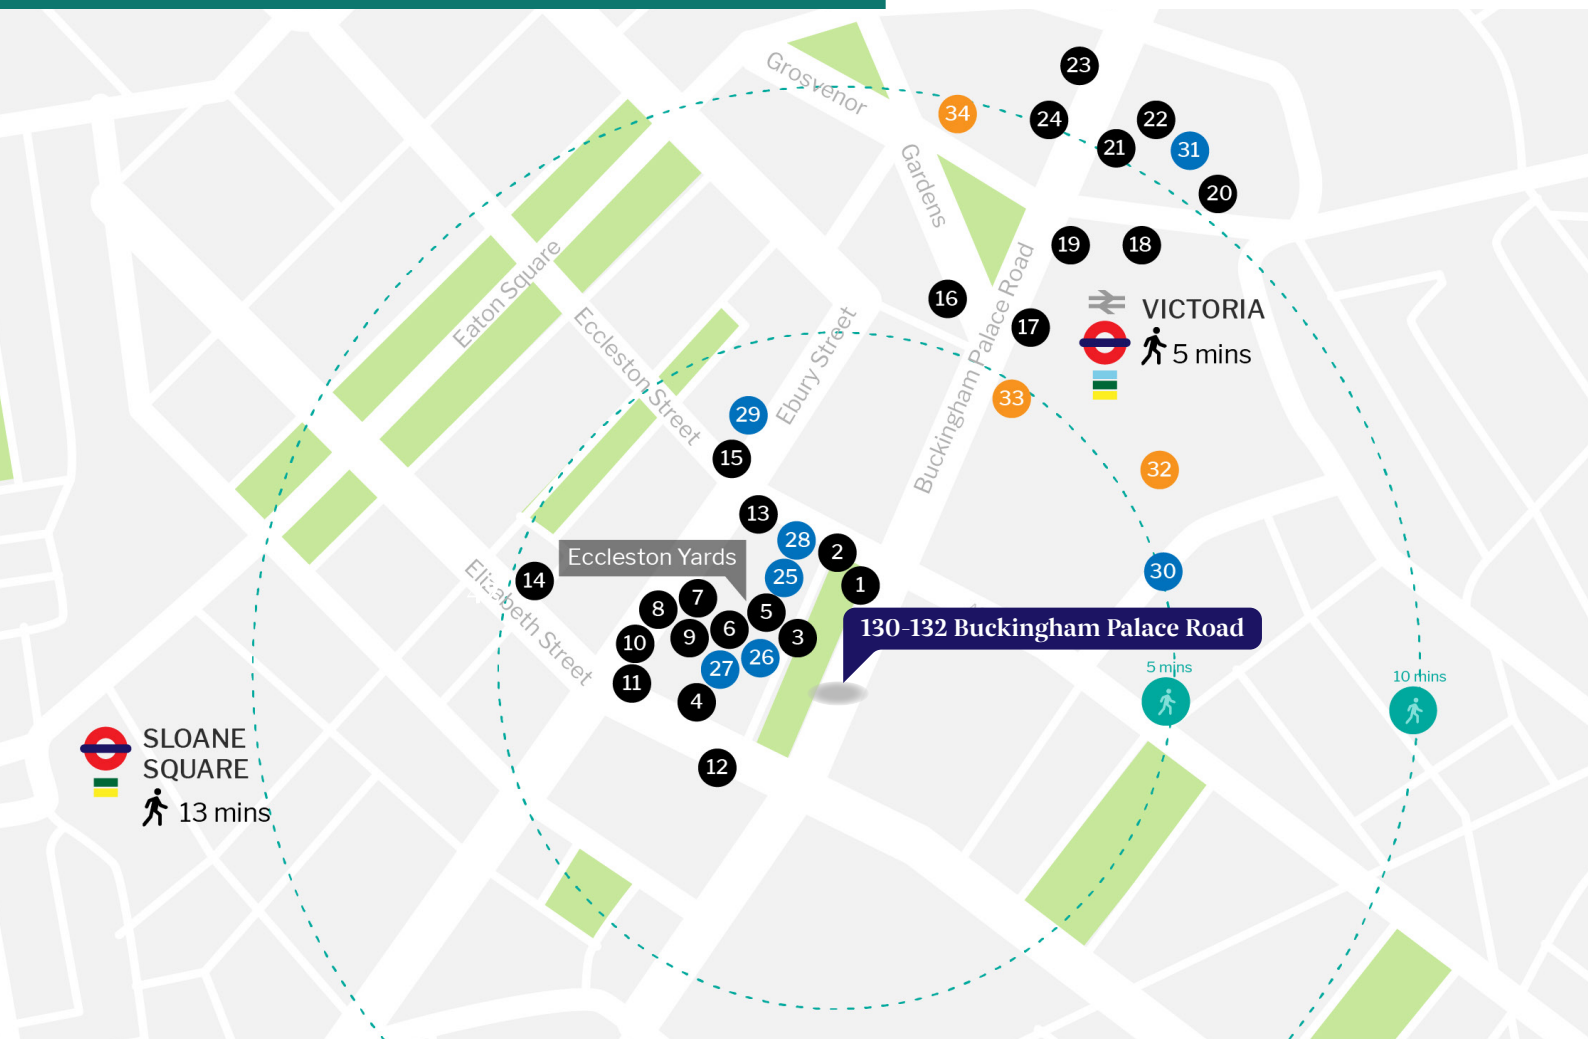 Grosvenor
Gardens
23
34
24
22
21
31
20
19
18
16
17
VICTORIA
5 mins
Eaton Square
Eccleston Street
Ebury Street
Buckingham Palace Road
33
29
15
32
13
28
2
Eccleston Yards
25
1
14
30
Elizabeth Street
7
8
5
6
9
3
10
26
27
11
4
130-132 Buckingham Palace Road
5 mins
10 mins
12
SLOANE
SQUARE
13 mins